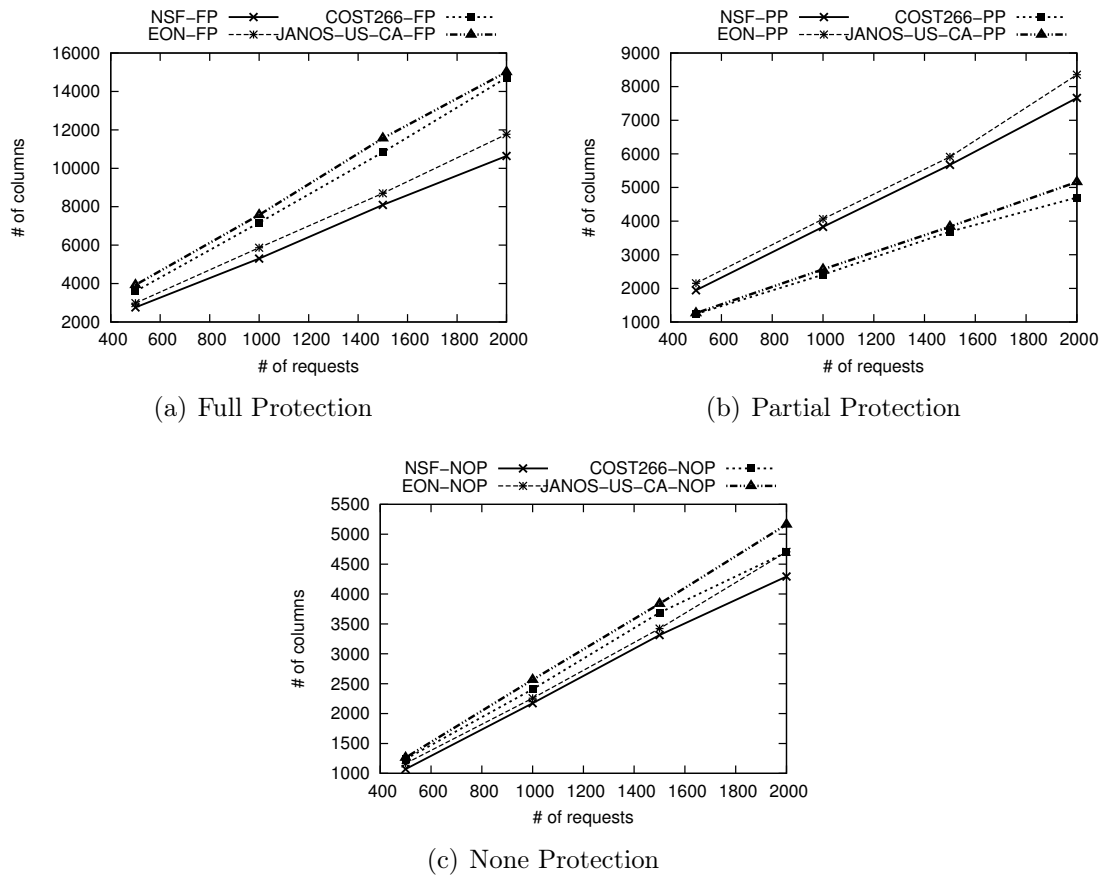 NSF-FP COST266-FP
EON-FP JANOS-US-CA-FP
16000
14000
12000
10000
8000
6000
4000
2000
# of columns
400 600 800 1000 1200 1400 1600 1800 2000
# of requests
(a) Full Protection
NSF-PP COST266-PP
EON-PP JANOS-US-CA-PP
9000
8000
7000
6000
5000
4000
3000
2000
1000
# of columns
400 600 800 1000 1200 1400 1600 1800 2000
# of requests
(b) Partial Protection
NSF-NOP COST266-NOP
EON-NOP JANOS-US-CA-NOP
5500
5000
4500
4000
3500
3000
2500
2000
1500
1000
# of columns
400 600 800 1000 1200 1400 1600 1800 2000
# of requests
(c) None Protection